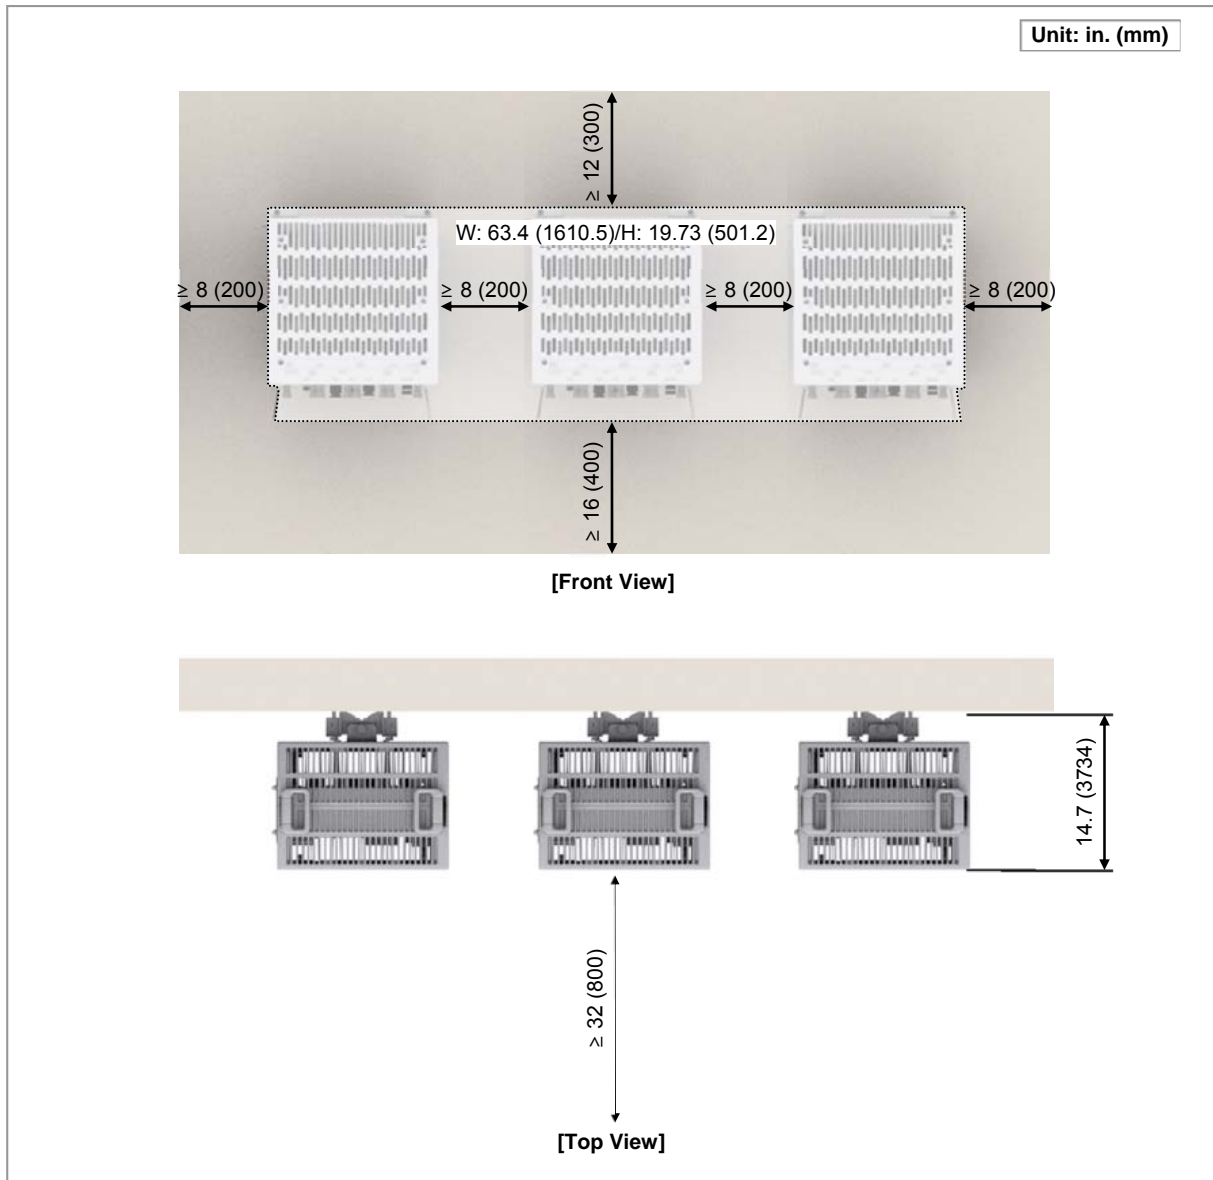 Unit: in. (mm)
≥ 12 (300)
W: 63.4 (1610.5)/H: 19.73 (501.2)
≥ 8 (200)
≥ 8 (200)
≥ 8 (200)
≥ 8 (200)
≥ 16 (400)
[Front View]
14.7 (3734)
≥ 32 (800)
[Top View]